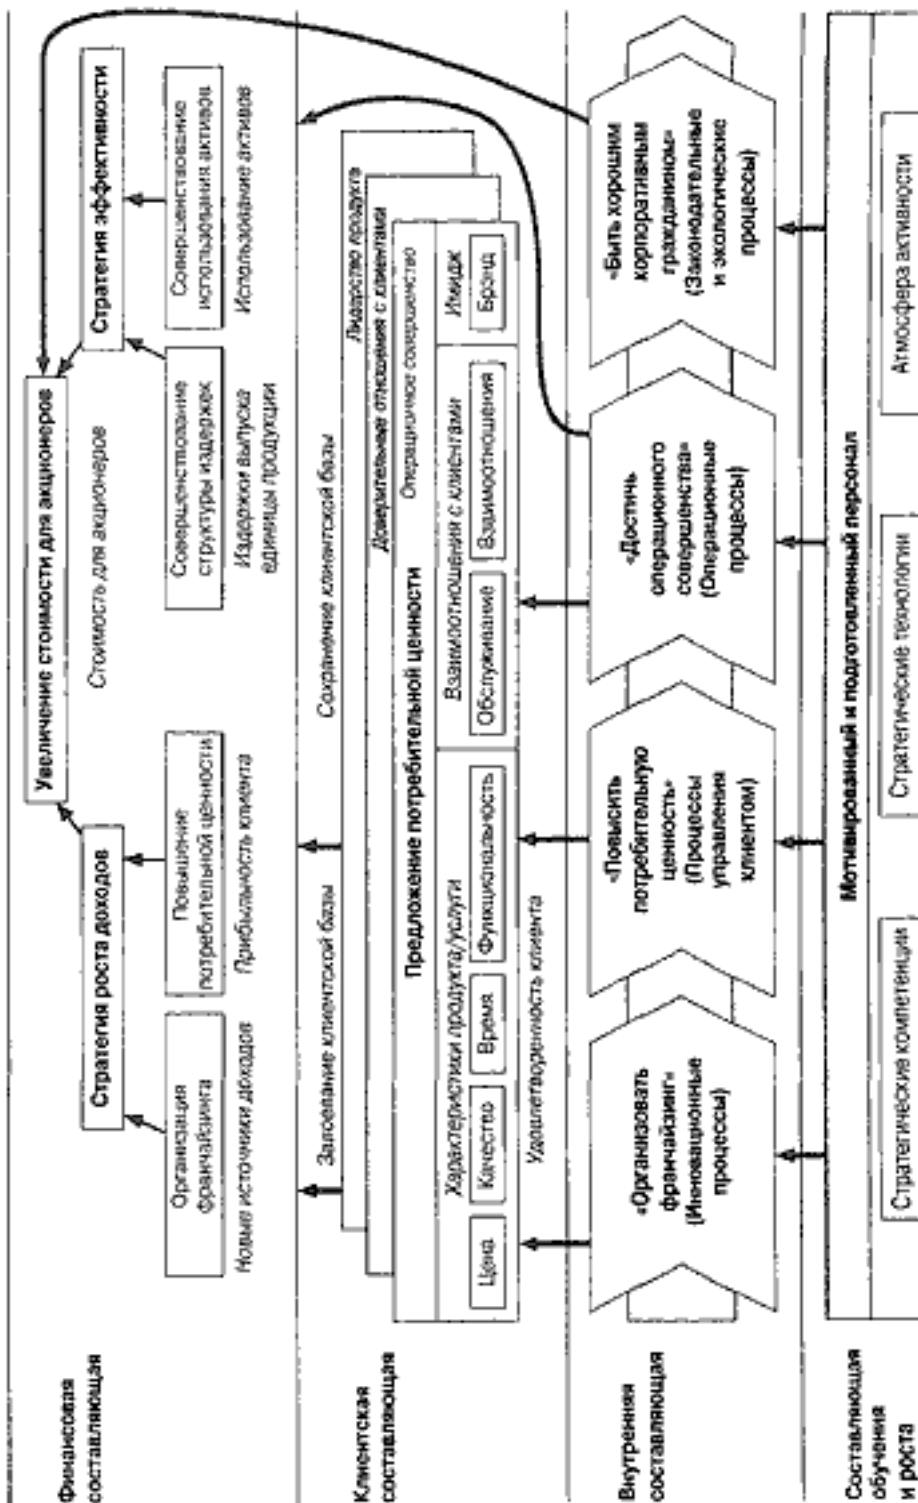 Финансовая
составляющая
Увеличение стоимости для акционеров
Стоимость для акционеров
Стратегия роста доходов
Стратегия эффективности
Организация
франчайзинга
Повышение
потребительной ценности
Совершенствование
структуры издержек
Совершенствование
использования активов
Новые источники доходов
Прибыльность клиента
Издержки выпуска
единицы продукции
Использование активов
Клиентская
составляющая
Завоевание клиентской базы
Сохранение клиентской базы
Лидерство продукта
Доверительные отношения с клиентами
Операционное совершенство
Предложение потребительной ценности
Характеристики продукта/услуги
Взаимоотношения с клиентами
Имидж
Цена
Качество
Время
Функциональность
Обслуживание
Взаимоотношения
Брэнд
Удовлетворенность клиента
Внутренняя
составляющая
«Организовать
франчайзинг»
(Инновационные
процессы)
«Повысить
потребительную
ценность»
(Процессы
управления
клиентом)
«Достичь
операционного
совершенства»
(Операционные
процессы)
«Быть хорошим
корпоративным
гражданином»
(Законодательные
и экологические
процессы)
Составляющая
обучения
и роста
Мотивированный и подготовленный персонал
Стратегические компетенции
Стратегические технологии
Атмосфера активности